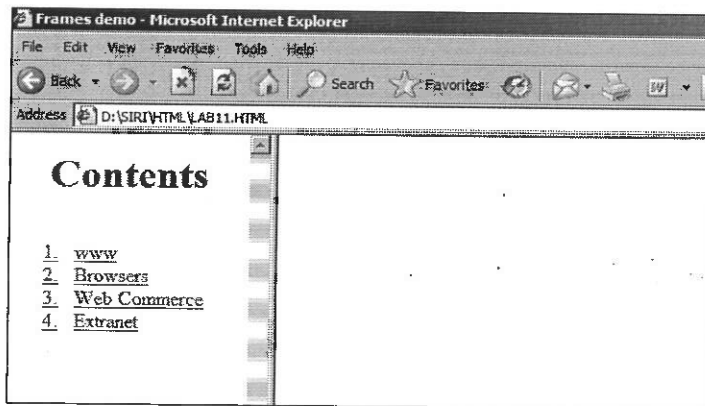 Frames demo - Microsoft Internet Explorer
File Edit View Favorites Tools Help
Back Search Favorites W
Address D:\SIRI\HTML\LAB11.HTML
Contents
1. www
2. Browsers
3. Web Commerce
4. Extranet